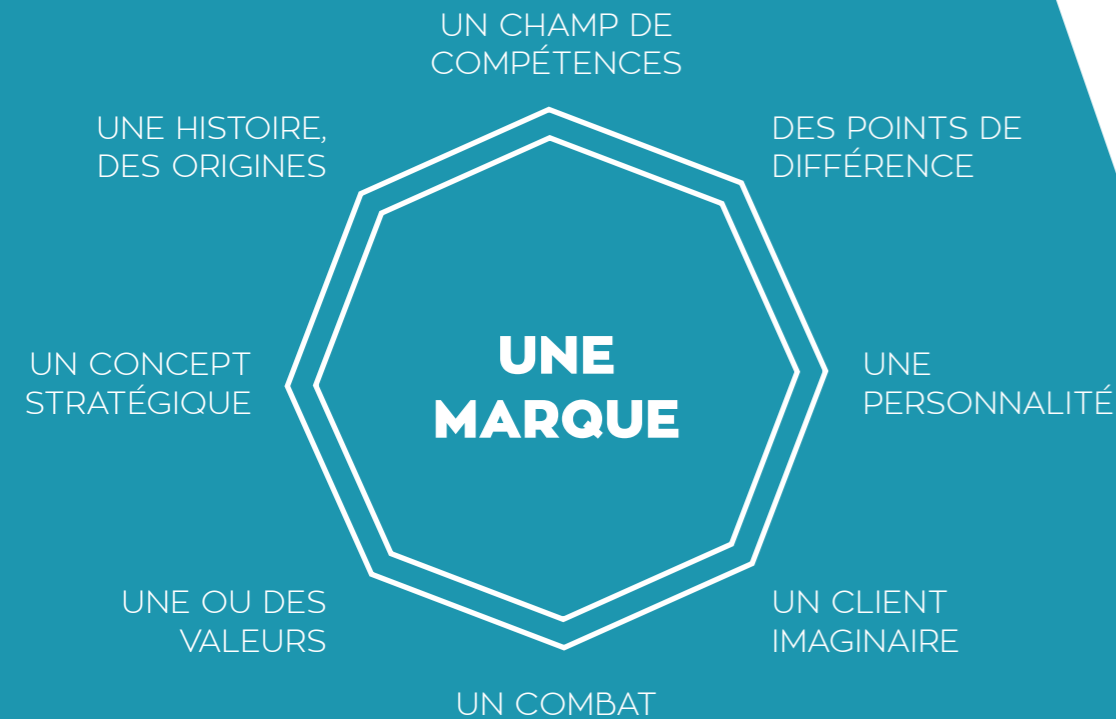 UN CHAMP DE
COMPÉTENCES
UNE HISTOIRE,
DES ORIGINES
DES POINTS DE
DIFFÉRENCE
UN CONCEPT
STRATÉGIQUE
UNE
MARQUE
UNE
PERSONNALITÉ
UNE OU DES
VALEURS
UN CLIENT
IMAGINAIRE
UN COMBAT